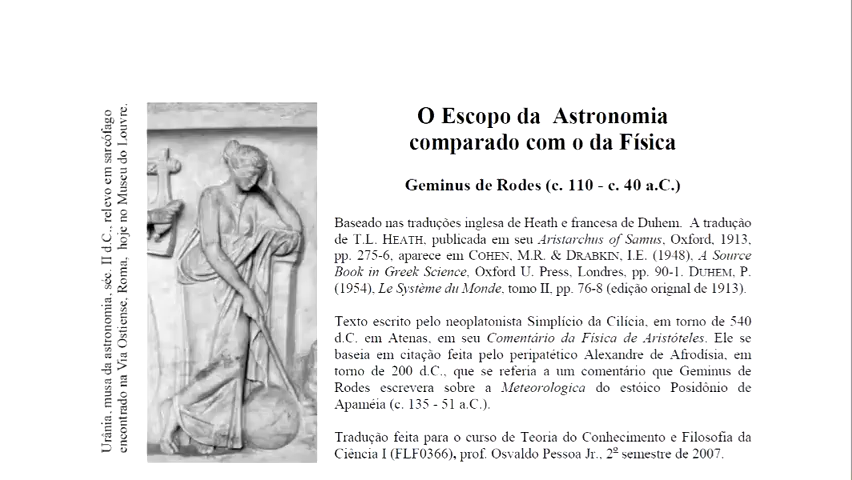 Urânia, musa da astronomia, séc. II d.C., relevo em sarcófago
encontrado na Via Ostiense, Roma, hoje no Museu do Louvre.
O Escopo da Astronomia
comparado com o da Física
Geminus de Rodes (c. 110 - c. 40 a.C.)
Baseado nas traduções inglesa de Heath e francesa de Duhem. A tradução
de T.L. HEATH, publicada em seu Aristarchus of Samus, Oxford, 1913,
pp. 275-6, aparece em COHEN, M.R. & DRABKIN, I.E. (1948), A Source
Book in Greek Science, Oxford U. Press, Londres, pp. 90-1. DUHEM, P.
(1954), Le Système du Monde, tomo II, pp. 76-8 (edição orignal de 1913).
Texto escrito pelo neoplatonista Simplício da Cilícia, em torno de 540
d.C. em Atenas, em seu Comentário da Física de Aristóteles. Ele se
baseia em citação feita pelo peripatético Alexandre de Afrodísia, em
torno de 200 d.C., que se referia a um comentário que Geminus de
Rodes escrevera sobre a Meteorologica do estóico Posidônio de
Apaméia (c. 135 - 51 a.C.).
Tradução feita para o curso de Teoria do Conhecimento e Filosofia da
Ciência I (FLF0366), prof. Osvaldo Pessoa Jr., 2º semestre de 2007.